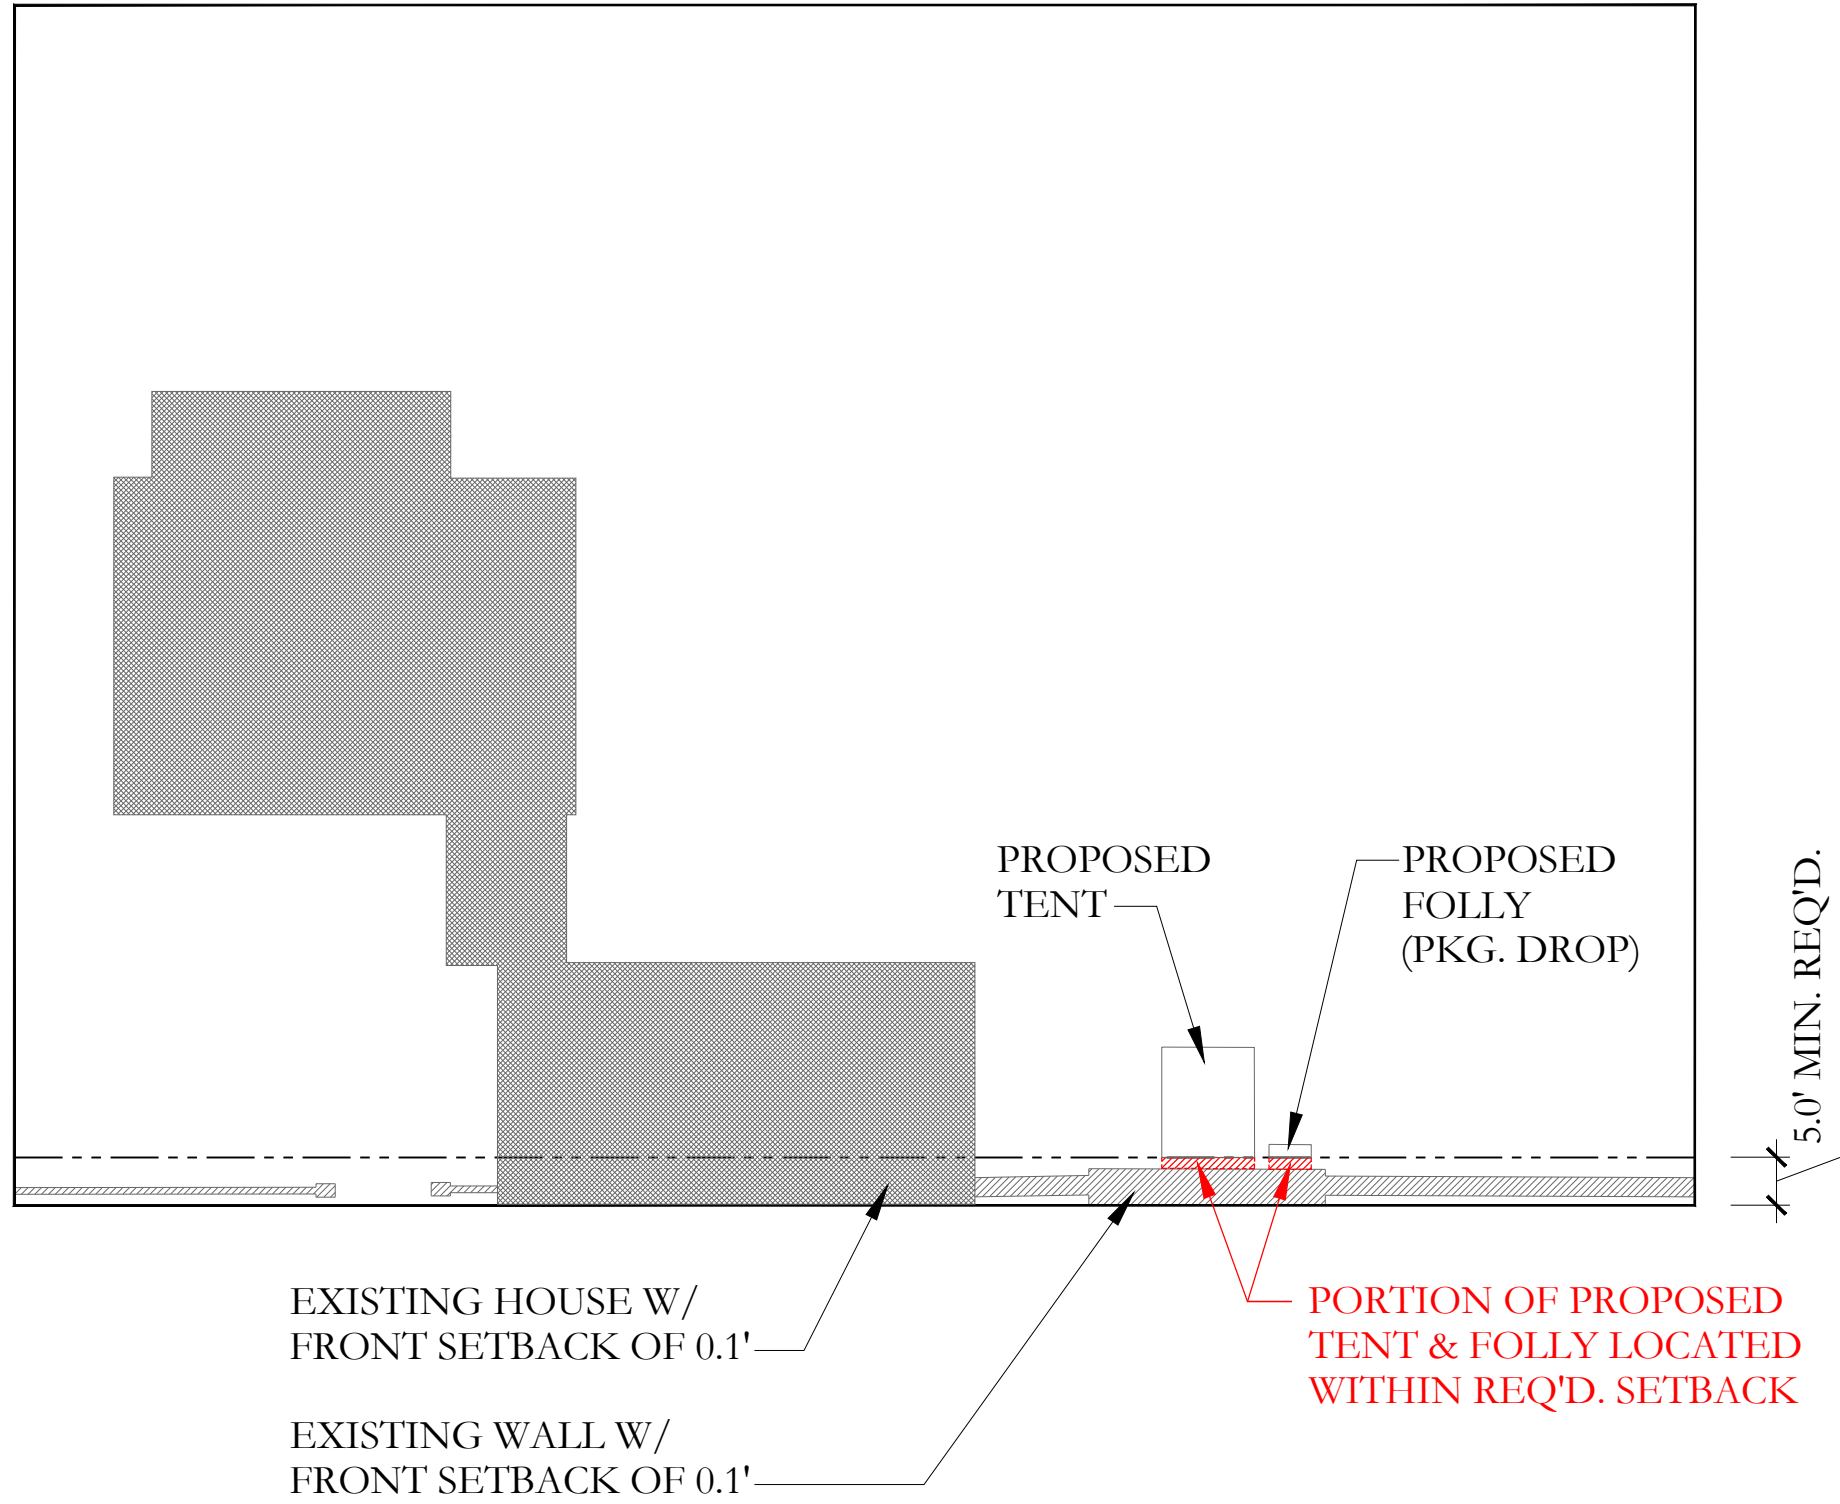 PROPOSED
TENT
PROPOSED
FOLLY
(PKG. DROP)
5.0' MIN. REQ'D.
EXISTING HOUSE W/
FRONT SETBACK OF 0.1'
EXISTING WALL W/
FRONT SETBACK OF 0.1'
PORTION OF PROPOSED
TENT & FOLLY LOCATED
WITHIN REQ'D. SETBACK